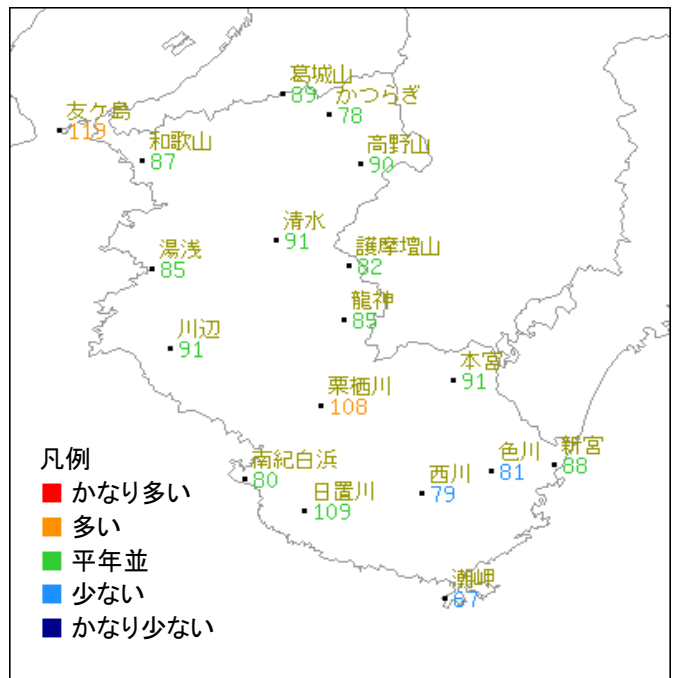 葛城山
89
かつらぎ
78
友ケ島
119
和歌山
87
高野山
90
清水
91
護摩壇山
82
湯浅
85
龍神
85
川辺
91
本宮
91
栗栖川
108
南紀白浜
80
日置川
109
西川
79
色川
81
新宮
88
潮岬
87
凡例
かなり多い
多い
平年並
少ない
かなり少ない